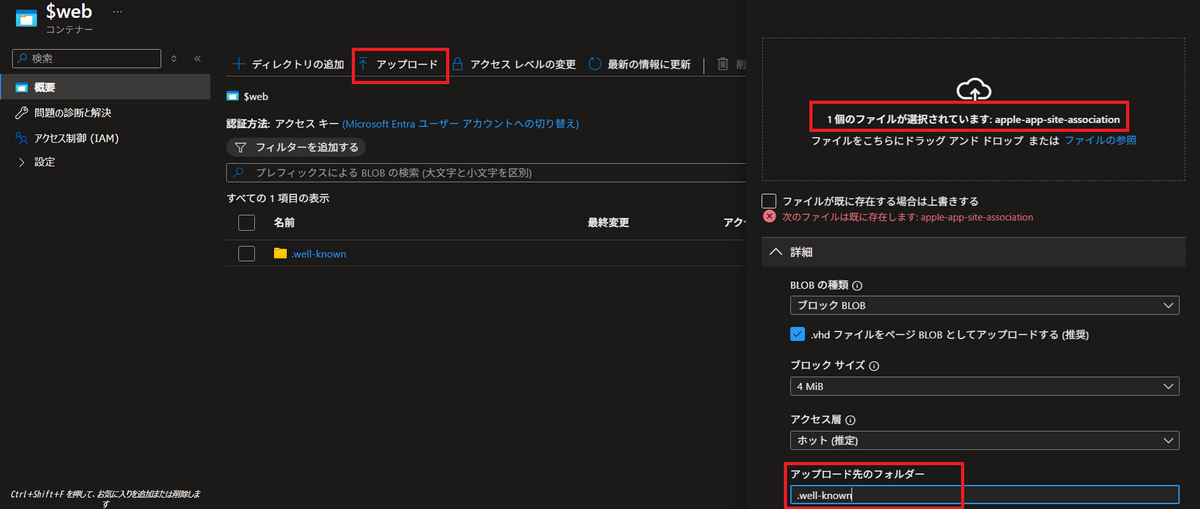 $web
...
コンテナー
検索
概要
問題の診断と解決
アクセス制御 (IAM)
設定
Ctrl+Shift+F を押して、お気に入りを追加または削除しま
す
ディレクトリの追加
アップロード
アクセス レベルの変更
最新の情報に更新
削
$web
認証方法: アクセス キー (Microsoft Entra ユーザー アカウントへの切り替え)
フィルターを追加する
プレフィックスによる BLOB の検索 (大文字と小文字を区別)
すべての 1 項目の表示
名前 最終変更 アク
.well-known
1 個のファイルが選択されています: apple-app-site-association
ファイルをこちらにドラッグ アンド ドロップ または ファイルの参照
ファイルが既に存在する場合は上書きする
次のファイルは既に存在します: apple-app-site-association
詳細
BLOB の種類
ブロック BLOB
.vhd ファイルをページ BLOB としてアップロードする (推奨)
ブロック サイズ
4 MiB
アクセス層
ホット (推定)
アップロード先のフォルダー
.well-known